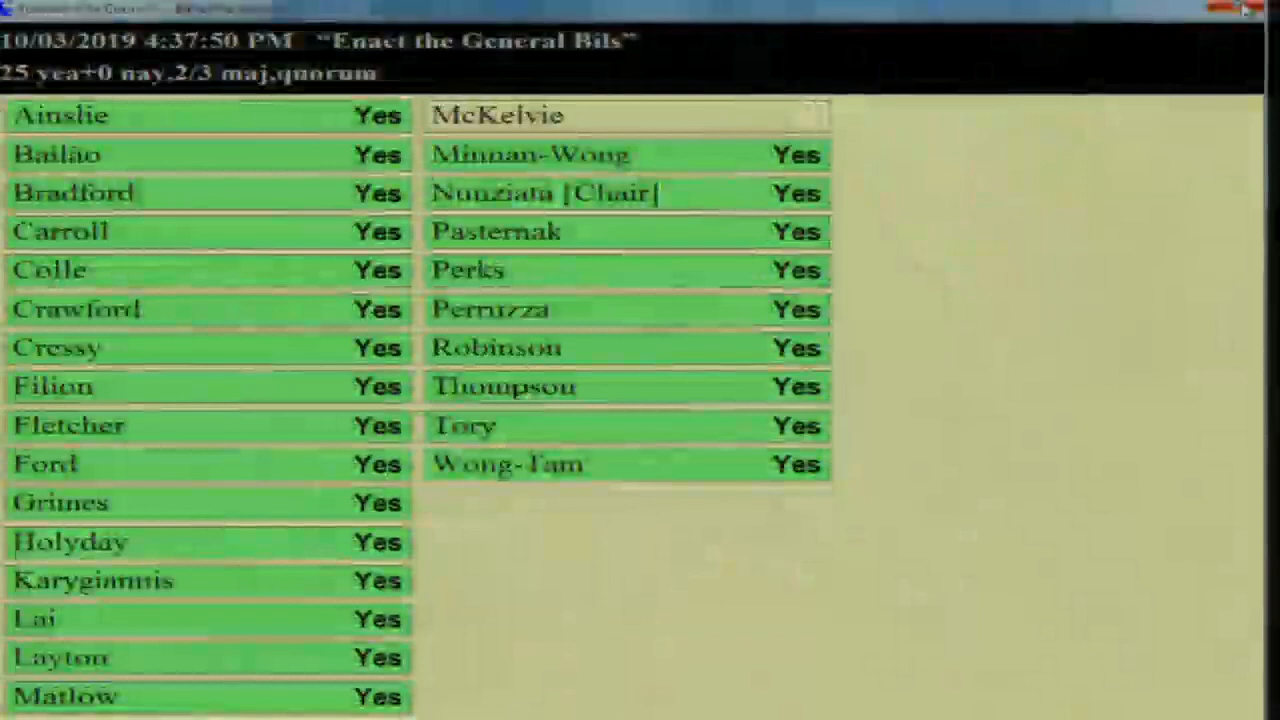 10/03/2019 4:37:50 PM "Enact the General Bils"
25 yea+0 nay,2/3 maj,quorum
Ainslie Yes
Bailão Yes
Bradford Yes
Carroll Yes
Colle Yes
Crawford Yes
Cressy Yes
Filion Yes
Fletcher Yes
Ford Yes
Grimes Yes
Holyday Yes
Karygiannis Yes
Lai Yes
Layton Yes
Matlow Yes
McKelvie
Minnan-Wong Yes
Nunziata [Chair] Yes
Pasternak Yes
Perks Yes
Perruzza Yes
Robinson Yes
Thompson Yes
Tory Yes
Wong-Tam Yes